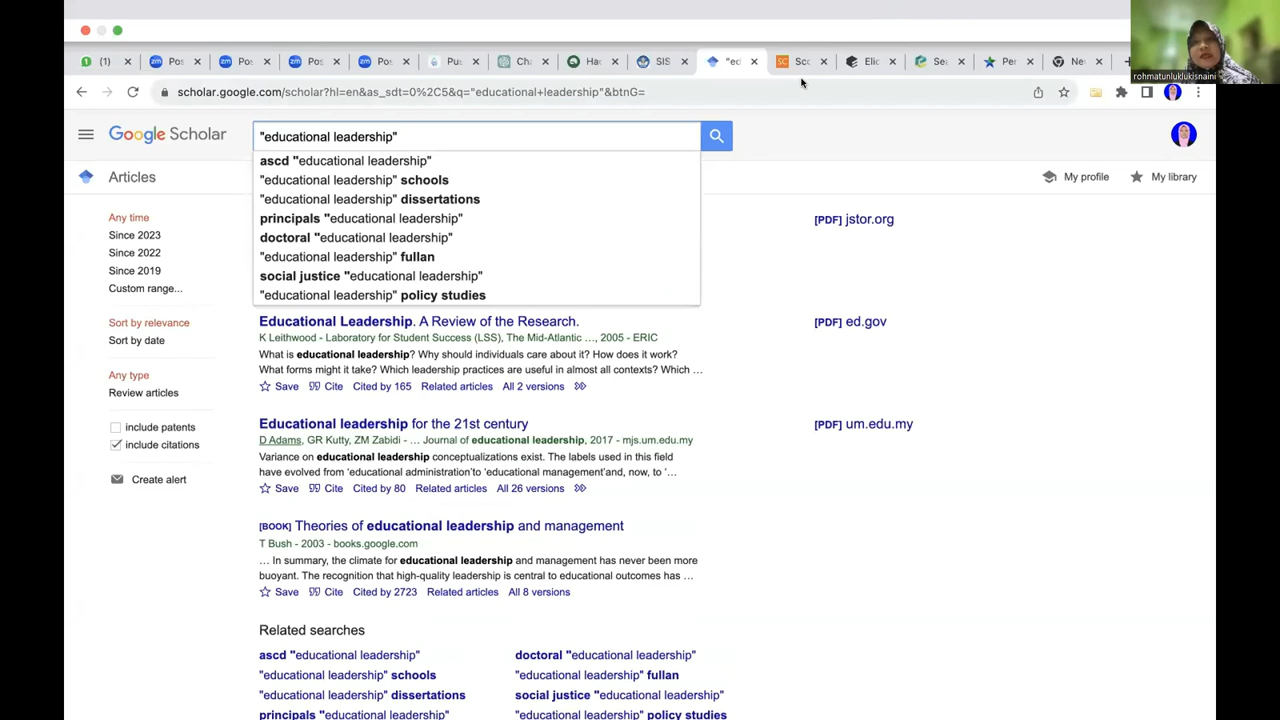 (1)
Pos
Pos
Pos
Pos
Pus
Cha
Ha
SIS
"ed
Sco
Elic
Se
Per
Ne
rohmatunluklukisnaini
scholar.google.com/scholar?hl=en&as_sdt=0%2C5&q="educational+leadership"&btnG=
Google Scholar
"educational leadership"
ascd "educational leadership"
"educational leadership" schools
"educational leadership" dissertations
principals "educational leadership"
doctoral "educational leadership"
"educational leadership" fullan
social justice "educational leadership"
"educational leadership" policy studies
Articles
My profile
My library
Any time
Since 2023
Since 2022
Since 2019
Custom range...
Sort by relevance
Sort by date
Any type
Review articles
include patents
include citations
Create alert
[PDF] jstor.org
Educational Leadership. A Review of the Research.
[PDF] ed.gov
K Leithwood - Laboratory for Student Success (LSS), The Mid-Atlantic …, 2005 - ERIC
What is educational leadership? Why should individuals care about it? How does it work?
What forms might it take? Which leadership practices are useful in almost all contexts? Which …
Save Cite Cited by 165 Related articles All 2 versions
Educational leadership for the 21st century
[PDF] um.edu.my
D Adams, GR Kutty, ZM Zabidi - … Journal of educational leadership, 2017 - mjs.um.edu.my
Variance on educational leadership conceptualizations exist. The labels used in this field
have evolved from 'educational administration'to 'educational management'and, now, to '…
Save Cite Cited by 80 Related articles All 26 versions
[BOOK] Theories of educational leadership and management
T Bush - 2003 - books.google.com
… In summary, the climate for educational leadership and management has never been more
buoyant. The recognition that high-quality leadership is central to educational outcomes has …
Save Cite Cited by 2723 Related articles All 8 versions
Related searches
ascd "educational leadership"
"educational leadership" schools
"educational leadership" dissertations
principals "educational leadership"
doctoral "educational leadership"
"educational leadership" fullan
social justice "educational leadership"
"educational leadership" policy studies